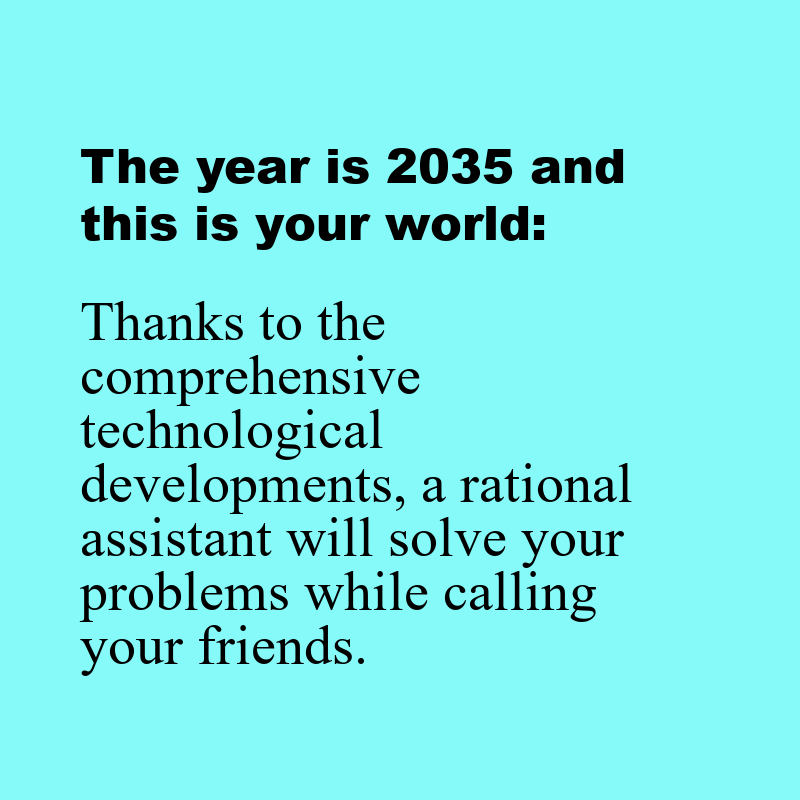 The year is 2035 and
this is your world:
Thanks to the
comprehensive
technological
developments, a rational
assistant will solve your
problems while calling
your friends.